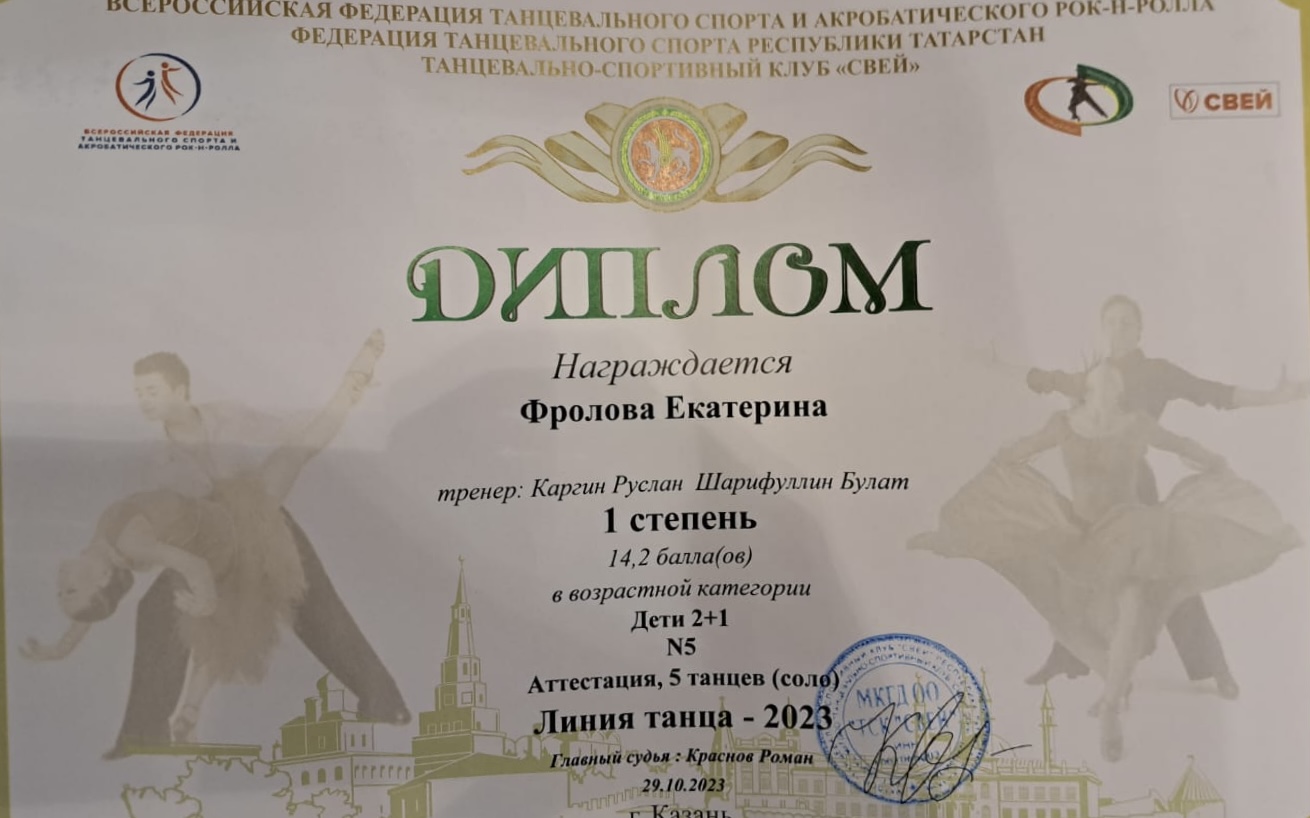 ВСЕРОССИЙСКАЯ ФЕДЕРАЦИЯ ТАНЦЕВАЛЬНОГО СПОРТА И АКРОБАТИЧЕСКОГО РОК-Н-РОЛЛА
ФЕДЕРАЦИЯ ТАНЦЕВАЛЬНОГО СПОРТА РЕСПУБЛИКИ ТАТАРСТАН
ТАНЦЕВАЛЬНО-СПОРТИВНЫЙ КЛУБ «СВЕЙ»
ВСЕРОССИЙСКАЯ ФЕДЕРАЦИЯ
ТАНЦЕВАЛЬНОГО СПОРТА И
АКРОБАТИЧЕСКОГО РОК-Н-РОЛЛА
СВЕЙ
ДИПЛОМ
Награждается
Фролова Екатерина
тренер: Каргин Руслан Шарифуллин Булат
1 степень
14,2 балла(ов)
в возрастной категории
Дети 2+1
N5
Аттестация, 5 танцев (соло)
Линия танца - 2023
МКГДОО
Главный судья : Краснов Роман
29.10.2023
г. Казань